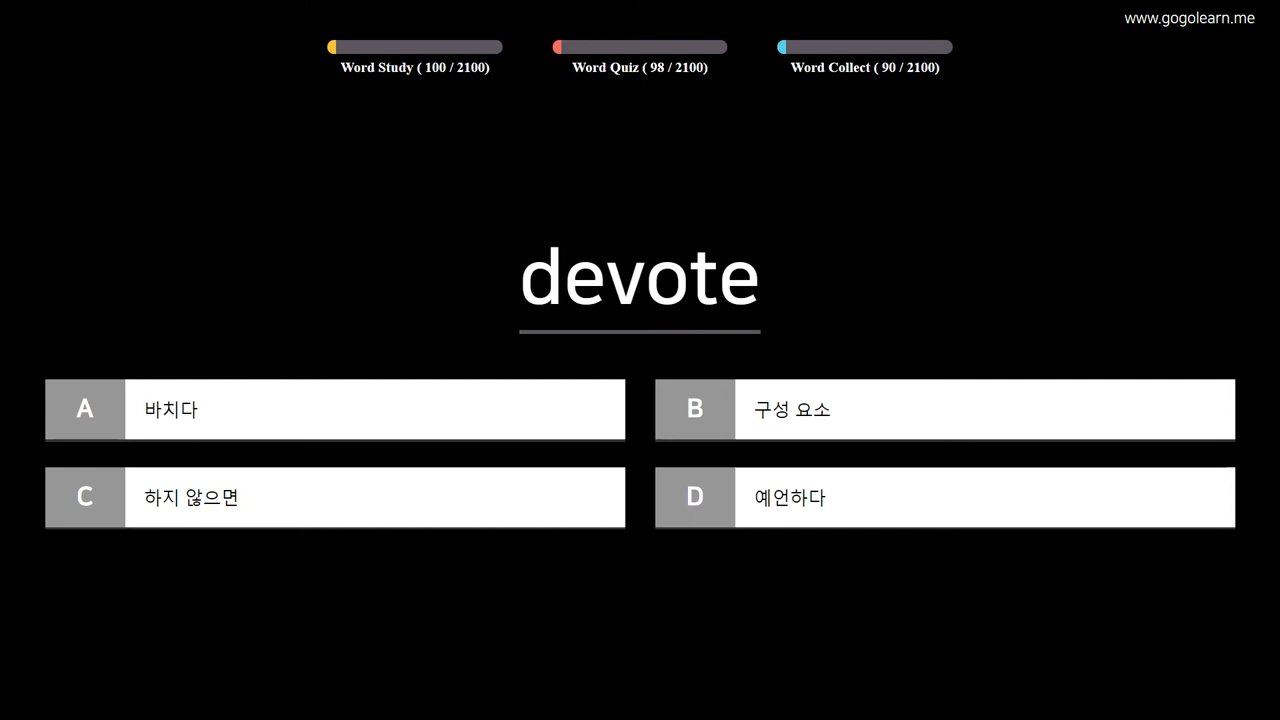 www.gogolearn.me
Word Study ( 100 / 2100)
Word Quiz ( 98 / 2100)
Word Collect ( 90 / 2100)
devote
A 바치다
B 구성 요소
C 하지 않으면
D 예언하다